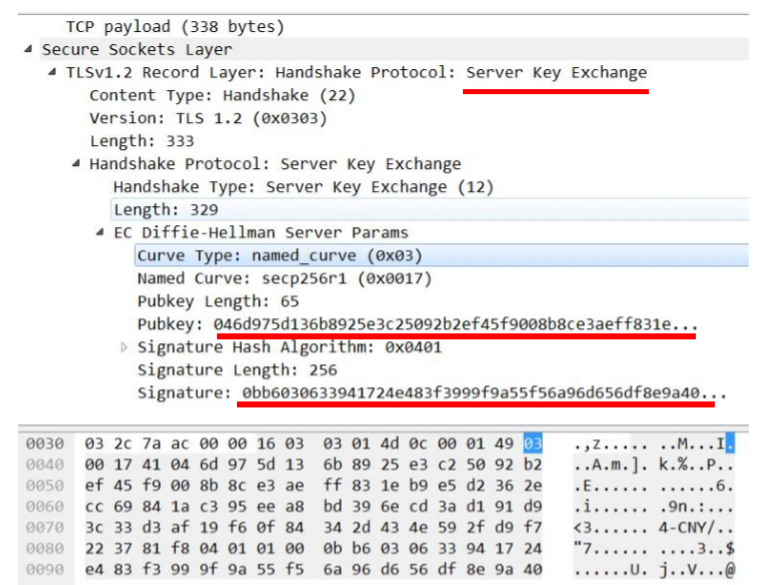 TCP payload (338 bytes)
Secure Sockets Layer
TLSv1.2 Record Layer: Handshake Protocol: Server Key Exchange
Content Type: Handshake (22)
Version: TLS 1.2 (0x0303)
Length: 333
Handshake Protocol: Server Key Exchange
Handshake Type: Server Key Exchange (12)
Length: 329
EC Diffie-Hellman Server Params
Curve Type: named_curve (0x03)
Named Curve: secp256r1 (0x0017)
Pubkey Length: 65
Pubkey: 046d975d136b8925e3c25092b2ef45f9008b8ce3aeff831e...
Signature Hash Algorithm: 0x0401
Signature Length: 256
Signature: 0bb6030633941724e483f3999f9a55f56a96d656df8e9a40...
0030 03 2c 7a ac 00 00 16 03 03 01 4d 0c 00 01 49 03 .,z..... ..M...I.
0040 00 17 41 04 6d 97 5d 13 6b 89 25 e3 c2 50 92 b2 ..A.m.]. k.%..P..
0050 ef 45 f9 00 8b 8c e3 ae ff 83 1e b9 e5 d2 36 2e .E...... ......6.
0060 cc 69 84 1a c3 95 ee a8 bd 39 6e cd 3a d1 91 d9 .i...... .9n.:...
0070 3c 33 d3 af 19 f6 0f 84 34 2d 43 4e 59 2f d9 f7 <3...... 4-CNY/..
0080 22 37 81 f8 04 01 01 00 0b b6 03 06 33 94 17 24 "7...... ....3..$
0090 e4 83 f3 99 9f 9a 55 f5 6a 96 d6 56 df 8e 9a 40 ......U. j..V...@